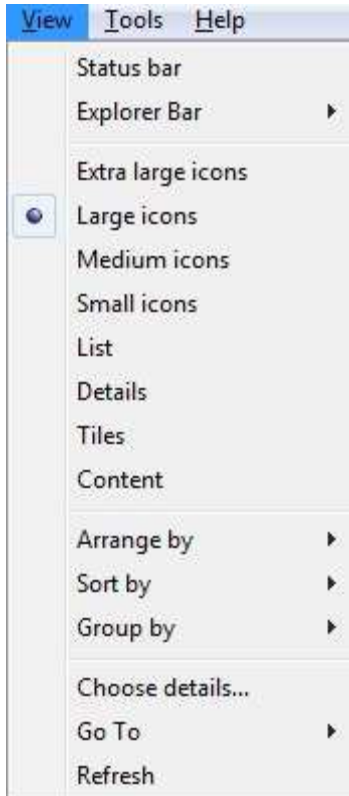 View Tools Help
Status bar
Explorer Bar
Extra large icons
Large icons
Medium icons
Small icons
List
Details
Tiles
Content
Arrange by
Sort by
Group by
Choose details...
Go To
Refresh